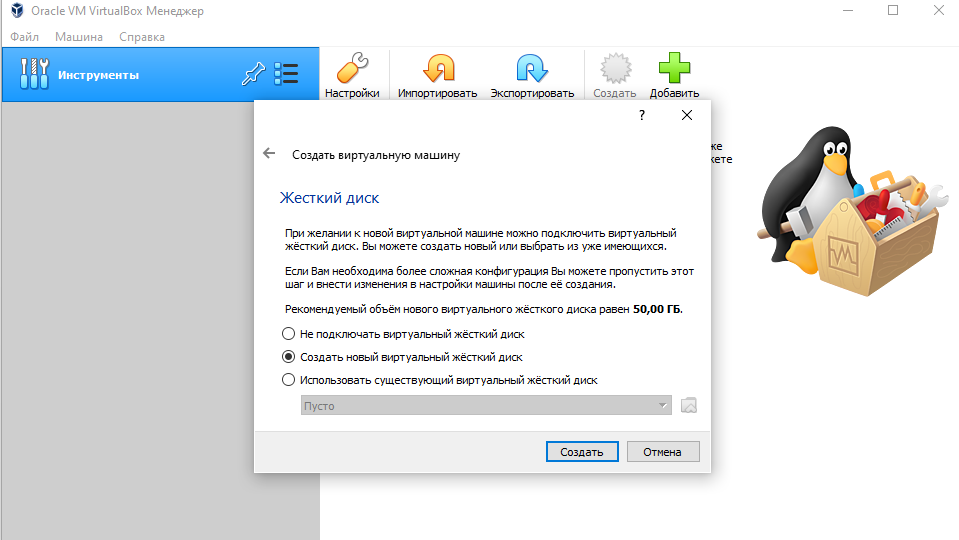 Oracle VM VirtualBox Менеджер
Файл Машина Справка
Инструменты
Настройки Импортировать Экспортировать Создать Добавить
?
же
жете
Создать виртуальную машину
Жесткий диск
При желании к новой виртуальной машине можно подключить виртуальный
жёсткий диск. Вы можете создать новый или выбрать из уже имеющихся.
Если Вам необходима более сложная конфигурация Вы можете пропустить этот
шаг и внести изменения в настройки машины после её создания.
Рекомендуемый объём нового виртуального жёсткого диска равен 50,00 ГБ.
Не подключать виртуальный жёсткий диск
Создать новый виртуальный жёсткий диск
Использовать существующий виртуальный жёсткий диск
Пусто
Создать Отмена